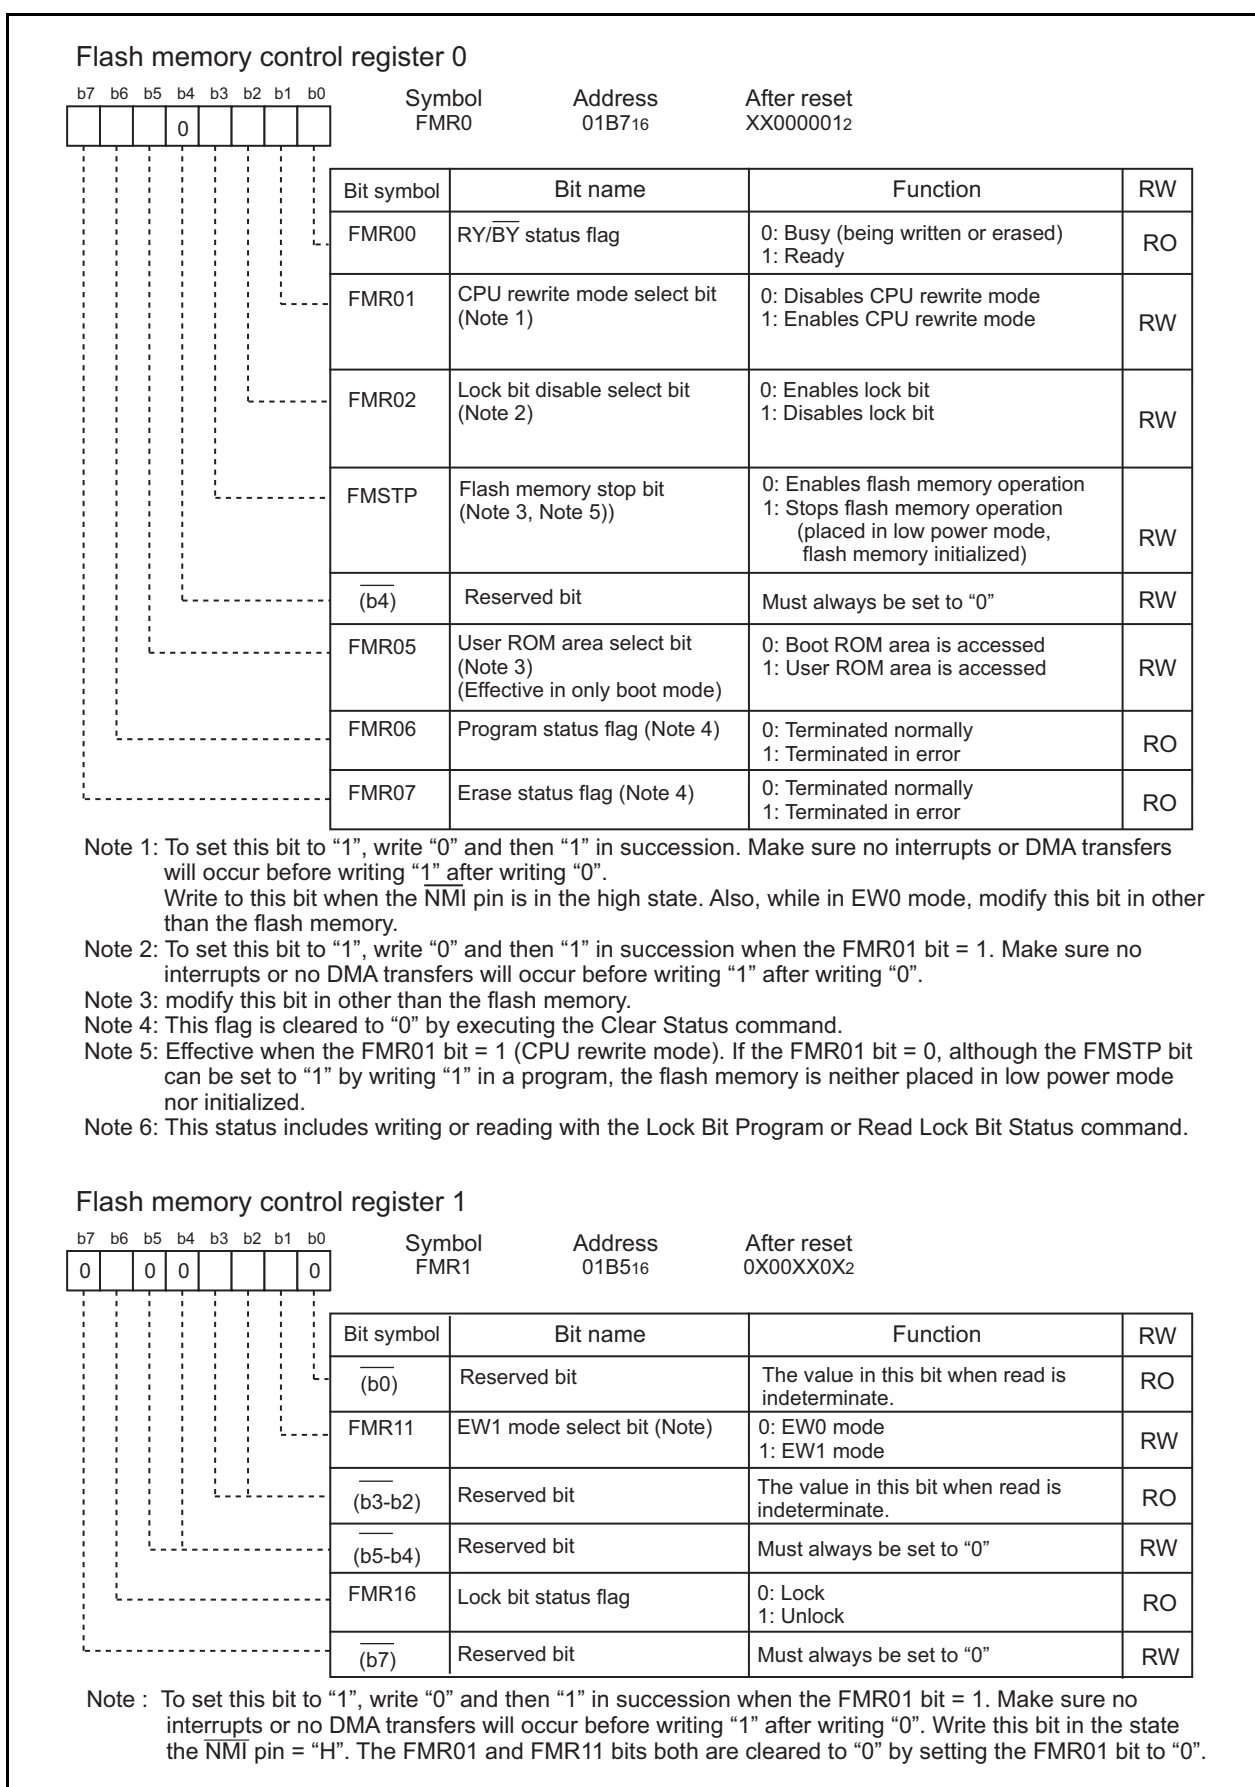 Flash memory control register 0
b7 b6 b5 b4 b3 b2 b1 b0 Symbol Address After reset
0 FMR0 01B716 XX0000012
Bit symbol Bit name Function RW
FMR00 RY/BY status flag 0: Busy (being written or erased) RO
1: Ready
FMR01 CPU rewrite mode select bit 0: Disables CPU rewrite mode RW
(Note 1) 1: Enables CPU rewrite mode
FMR02 Lock bit disable select bit 0: Enables lock bit RW
(Note 2) 1: Disables lock bit
FMSTP Flash memory stop bit 0: Enables flash memory operation
(Note 3, Note 5)) 1: Stops flash memory operation
(placed in low power mode, RW
flash memory initialized)
(b4) Reserved bit Must always be set to “0” RW
FMR05 User ROM area select bit 0: Boot ROM area is accessed
(Note 3) 1: User ROM area is accessed RW
(Effective in only boot mode)
FMR06 Program status flag (Note 4) 0: Terminated normally RO
1: Terminated in error
FMR07 Erase status flag (Note 4) 0: Terminated normally RO
1: Terminated in error
Note 1: To set this bit to “1”, write “0” and then “1” in succession. Make sure no interrupts or DMA transfers
will occur before writing “1” after writing “0”.
Write to this bit when the NMI pin is in the high state. Also, while in EW0 mode, modify this bit in other
than the flash memory.
Note 2: To set this bit to “1”, write “0” and then “1” in succession when the FMR01 bit = 1. Make sure no
interrupts or no DMA transfers will occur before writing “1” after writing “0”.
Note 3: modify this bit in other than the flash memory.
Note 4: This flag is cleared to “0” by executing the Clear Status command.
Note 5: Effective when the FMR01 bit = 1 (CPU rewrite mode). If the FMR01 bit = 0, although the FMSTP bit
can be set to “1” by writing “1” in a program, the flash memory is neither placed in low power mode
nor initialized.
Note 6: This status includes writing or reading with the Lock Bit Program or Read Lock Bit Status command.
Flash memory control register 1
b7 b6 b5 b4 b3 b2 b1 b0 Symbol Address After reset
0 0 0 0 FMR1 01B516 0X00XX0X2
Bit symbol Bit name Function RW
(b0) Reserved bit The value in this bit when read is RO
indeterminate.
FMR11 EW1 mode select bit (Note) 0: EW0 mode RW
1: EW1 mode
(b3-b2) Reserved bit The value in this bit when read is RO
indeterminate.
(b5-b4) Reserved bit Must always be set to “0” RW
FMR16 Lock bit status flag 0: Lock RO
1: Unlock
(b7) Reserved bit Must always be set to “0” RW
Note : To set this bit to “1”, write “0” and then “1” in succession when the FMR01 bit = 1. Make sure no
interrupts or no DMA transfers will occur before writing “1” after writing “0”. Write this bit in the state
the NMI pin = “H”. The FMR01 and FMR11 bits both are cleared to “0” by setting the FMR01 bit to “0”.